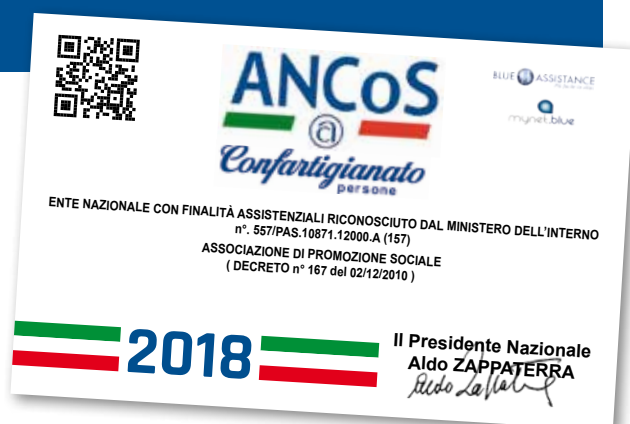 ANCoS
BLUE ASSISTANCE
mynet.blue
@
Confartigianato
persone
ENTE NAZIONALE CON FINALITÀ ASSISTENZIALI RICONOSCIUTO DAL MINISTERO DELL'INTERNO
n°. 557/PAS.10871.12000.A (157)
ASSOCIAZIONE DI PROMOZIONE SOCIALE
( DECRETO n° 167 del 02/12/2010 )
2018
Il Presidente Nazionale
Aldo ZAPPATERRA